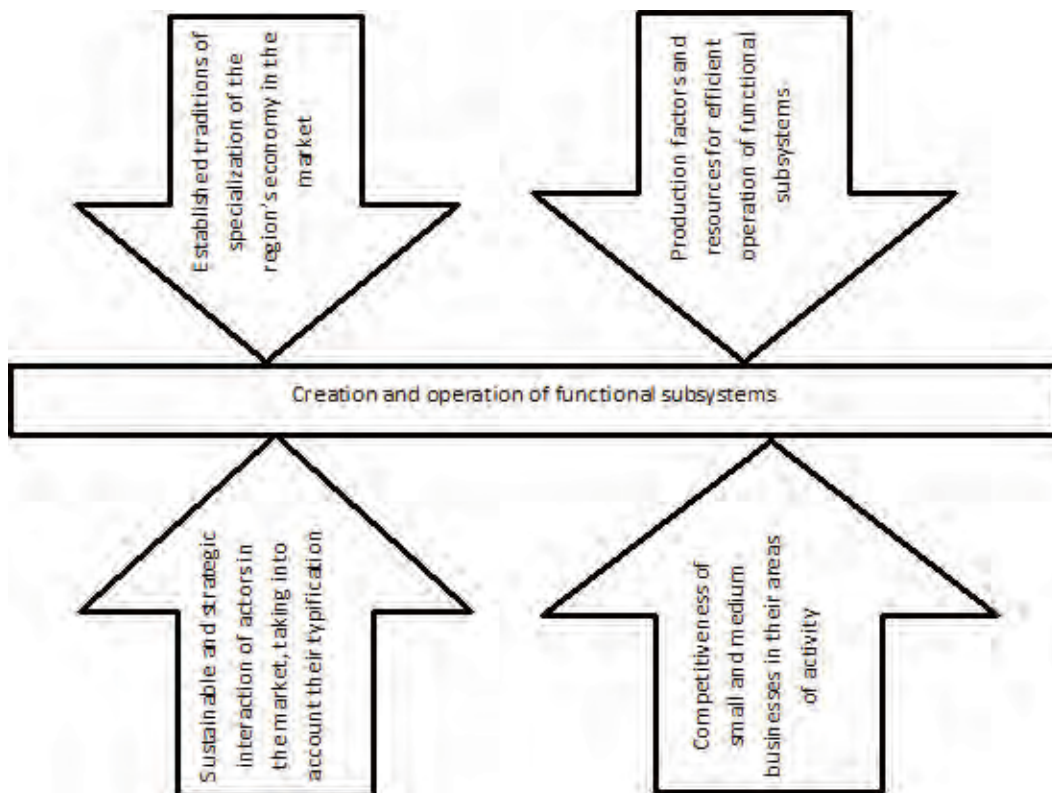 Established traditions of
specialization of the
region's economy in the
market
Production factors and
resources for efficient
operation of functional
subsystems
Creation and operation of functional subsystems
Sustainable and strategic
interaction of actors in
the market, taking into
account their typification
Competitiveness of
small and medium
businesses in their areas
of activity